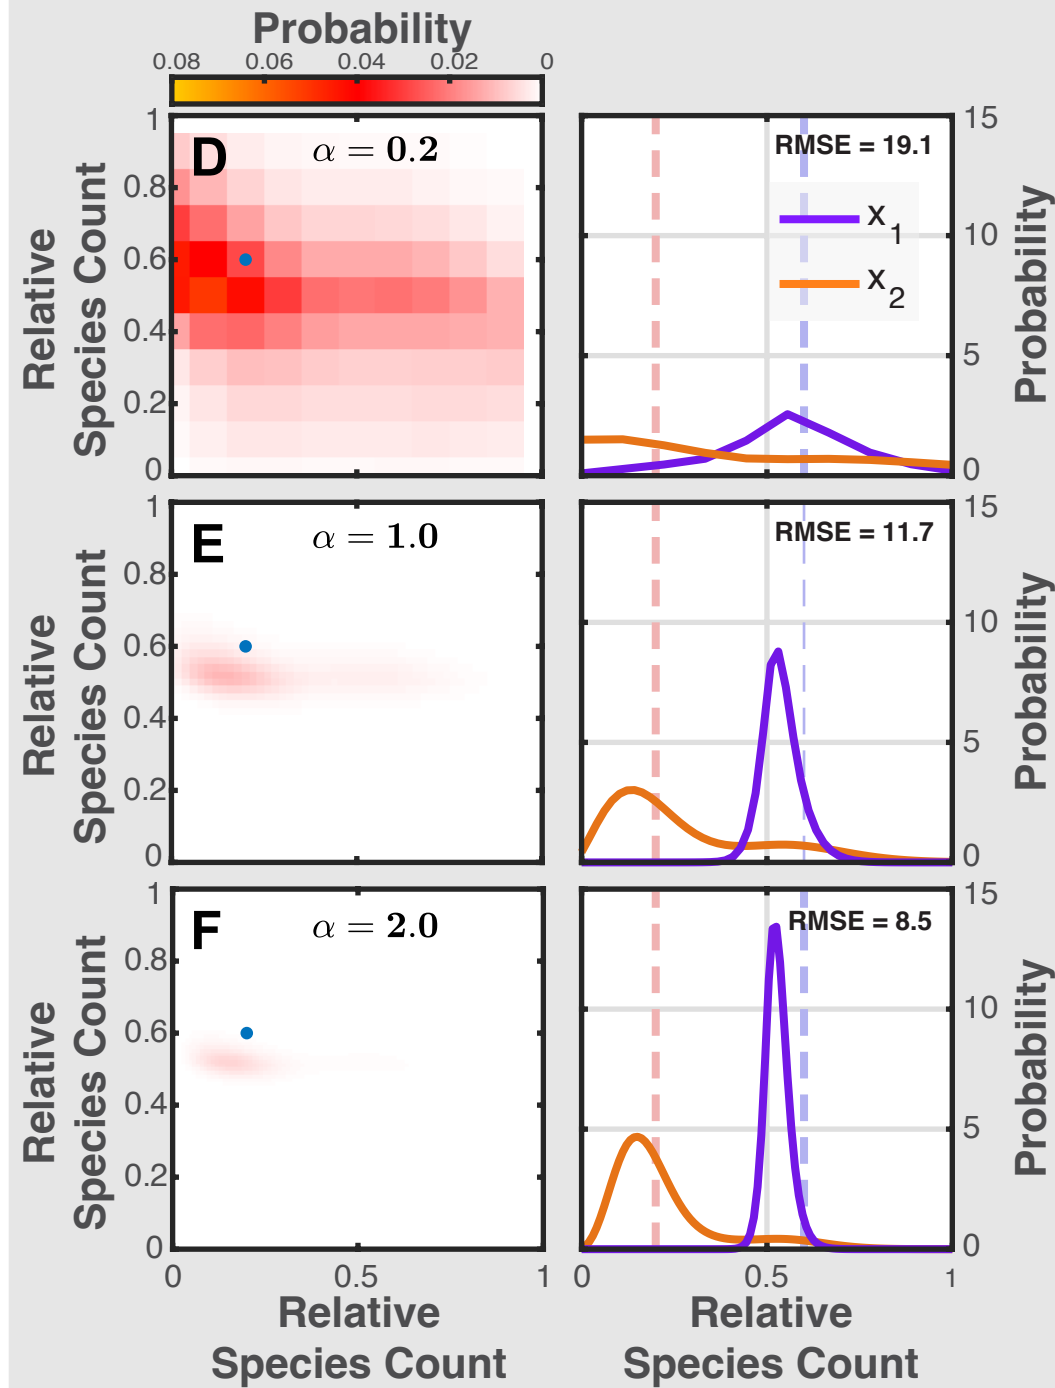 Probability
0.08 0.06 0.04 0.02 0
D
α = 0.2
1
0.8
0.6
0.4
0.2
0
Relative
Species Count
RMSE = 19.1
x1
x2
15
10
5
0
Probability
E
α = 1.0
1
0.8
0.6
0.4
0.2
0
Relative
Species Count
RMSE = 11.7
15
10
5
0
Probability
F
α = 2.0
1
0.8
0.6
0.4
0.2
0
Relative
Species Count
RMSE = 8.5
15
10
5
0
Probability
0 0.5 1
Relative
Species Count
0 0.5 1
Relative
Species Count